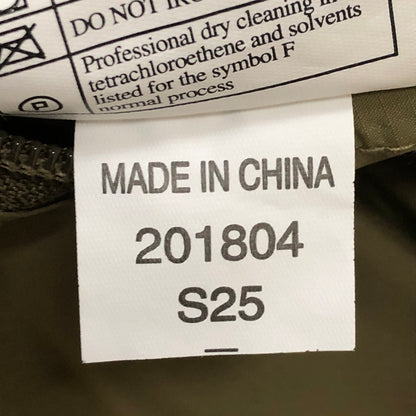 DO NOT IRO
Professional dry cleaning in
tetrachloroethene and solvents
listed for the symbol F
normal process
P
MADE IN CHINA
201804
S25